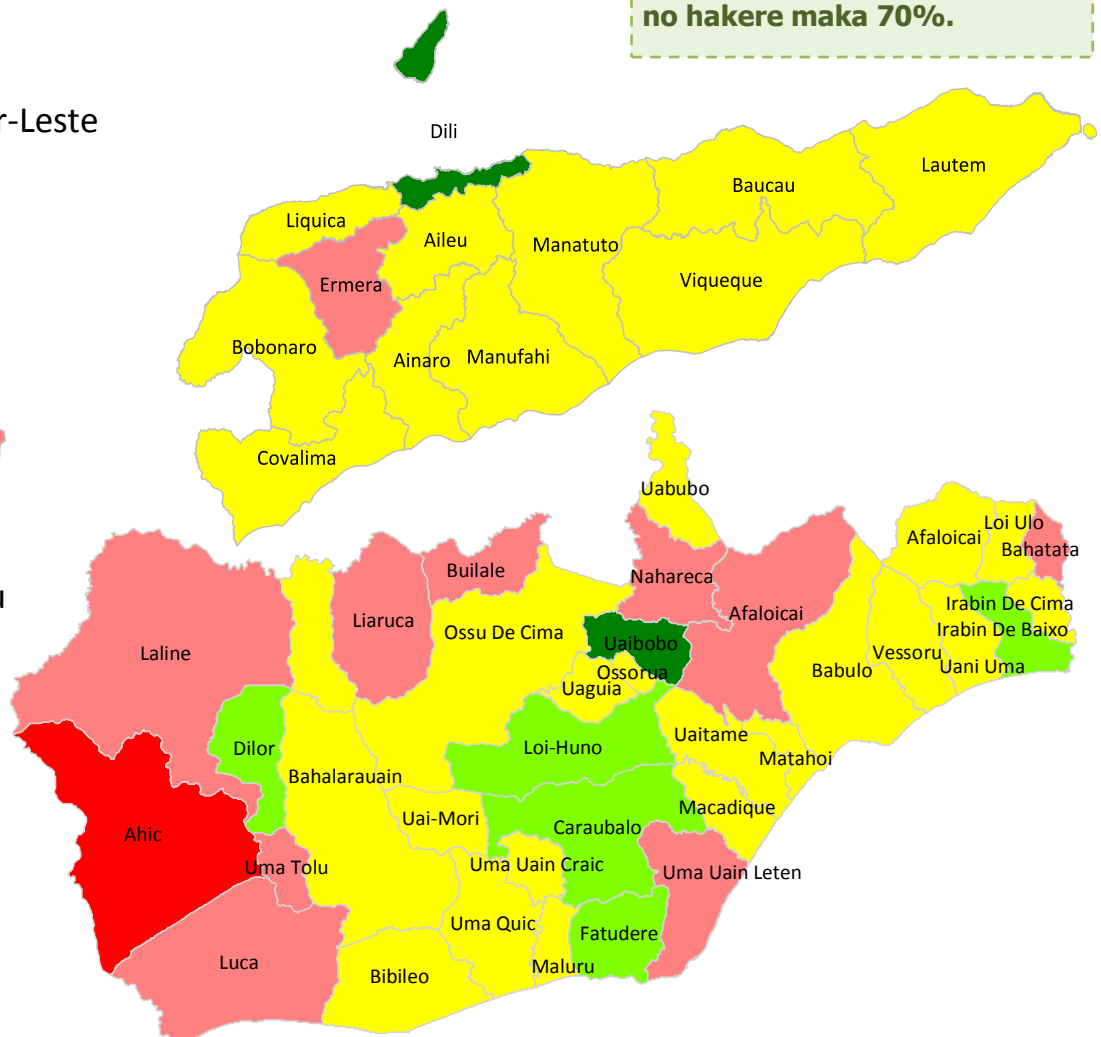 no hakere maka 70%.
r-Leste
Dili
Lautem
Baucau
Liquica
Aileu
Manatuto
Viqueque
Ermera
Bobonaro
Ainaro
Manufahi
Covalima
Uabubo
Loi Ulo
Afaloicai
Bahatata
Builale
Nahareca
u
Irabin De Cima
Liaruca
Afaloicai
Ossu De Cima
Irabin De Baixo
Uaibobo
Laline
Vessoru
Uani Uma
Babulo
Ossorua
Uaguia
Uaitame
Dilor
Loi-Huno
Matahoi
Bahalarauain
Macadique
Uai-Mori
Caraubalo
Ahic
Uma Tolu
Uma Uain Craic
Uma Uain Leten
Uma Quic
Fatudere
Luca
Maluru
Bibileo